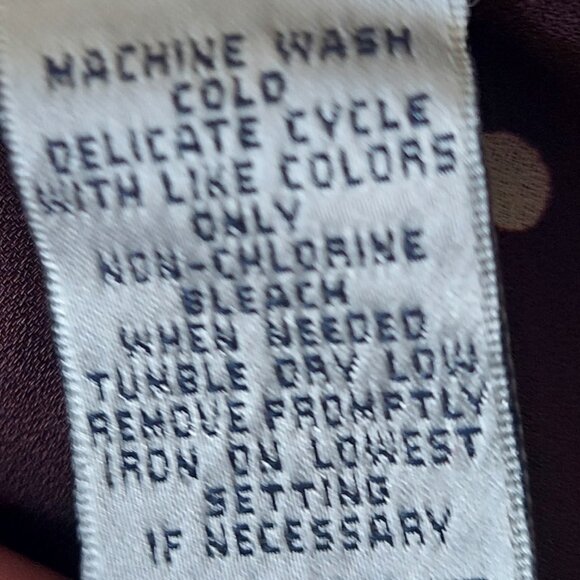 MACHINE WASH
COLD
DELICATE CYCLE
WITH LIKE COLORS
ONLY
NON-CHLORINE
BLEACH
WHEN NEEDED
TUMBLE DRY LOW
REMOVE PROMPTLY
IRON ON LOWEST
SETTING
IF NECESSARY